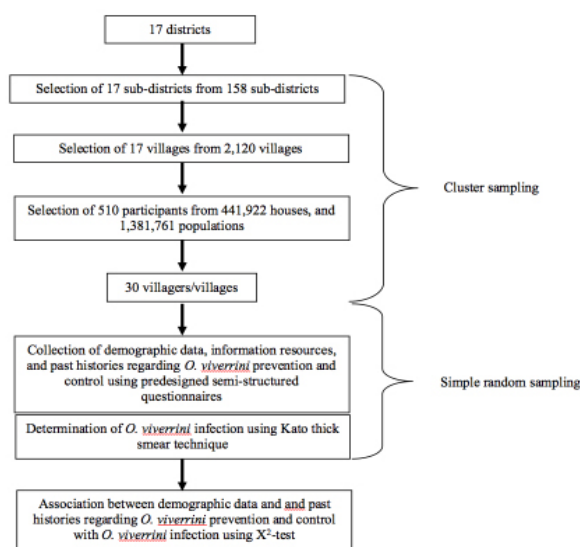 17 districts
Selection of 17 sub-districts from 158 sub-districts
Selection of 17 villages from 2,120 villages
Selection of 510 participants from 441,922 houses, and
1,381,761 populations
Cluster sampling
30 villagers/villages
Collection of demographic data, information resources,
and past histories regarding O. viverrini prevention and
control using predesigned semi-structured
questionnaires
Simple random sampling
Determination of O. viverrini infection using Kato thick
smear technique
Association between demographic data and and past
histories regarding O. viverrini prevention and control
with O. viverrini infection using X²-test